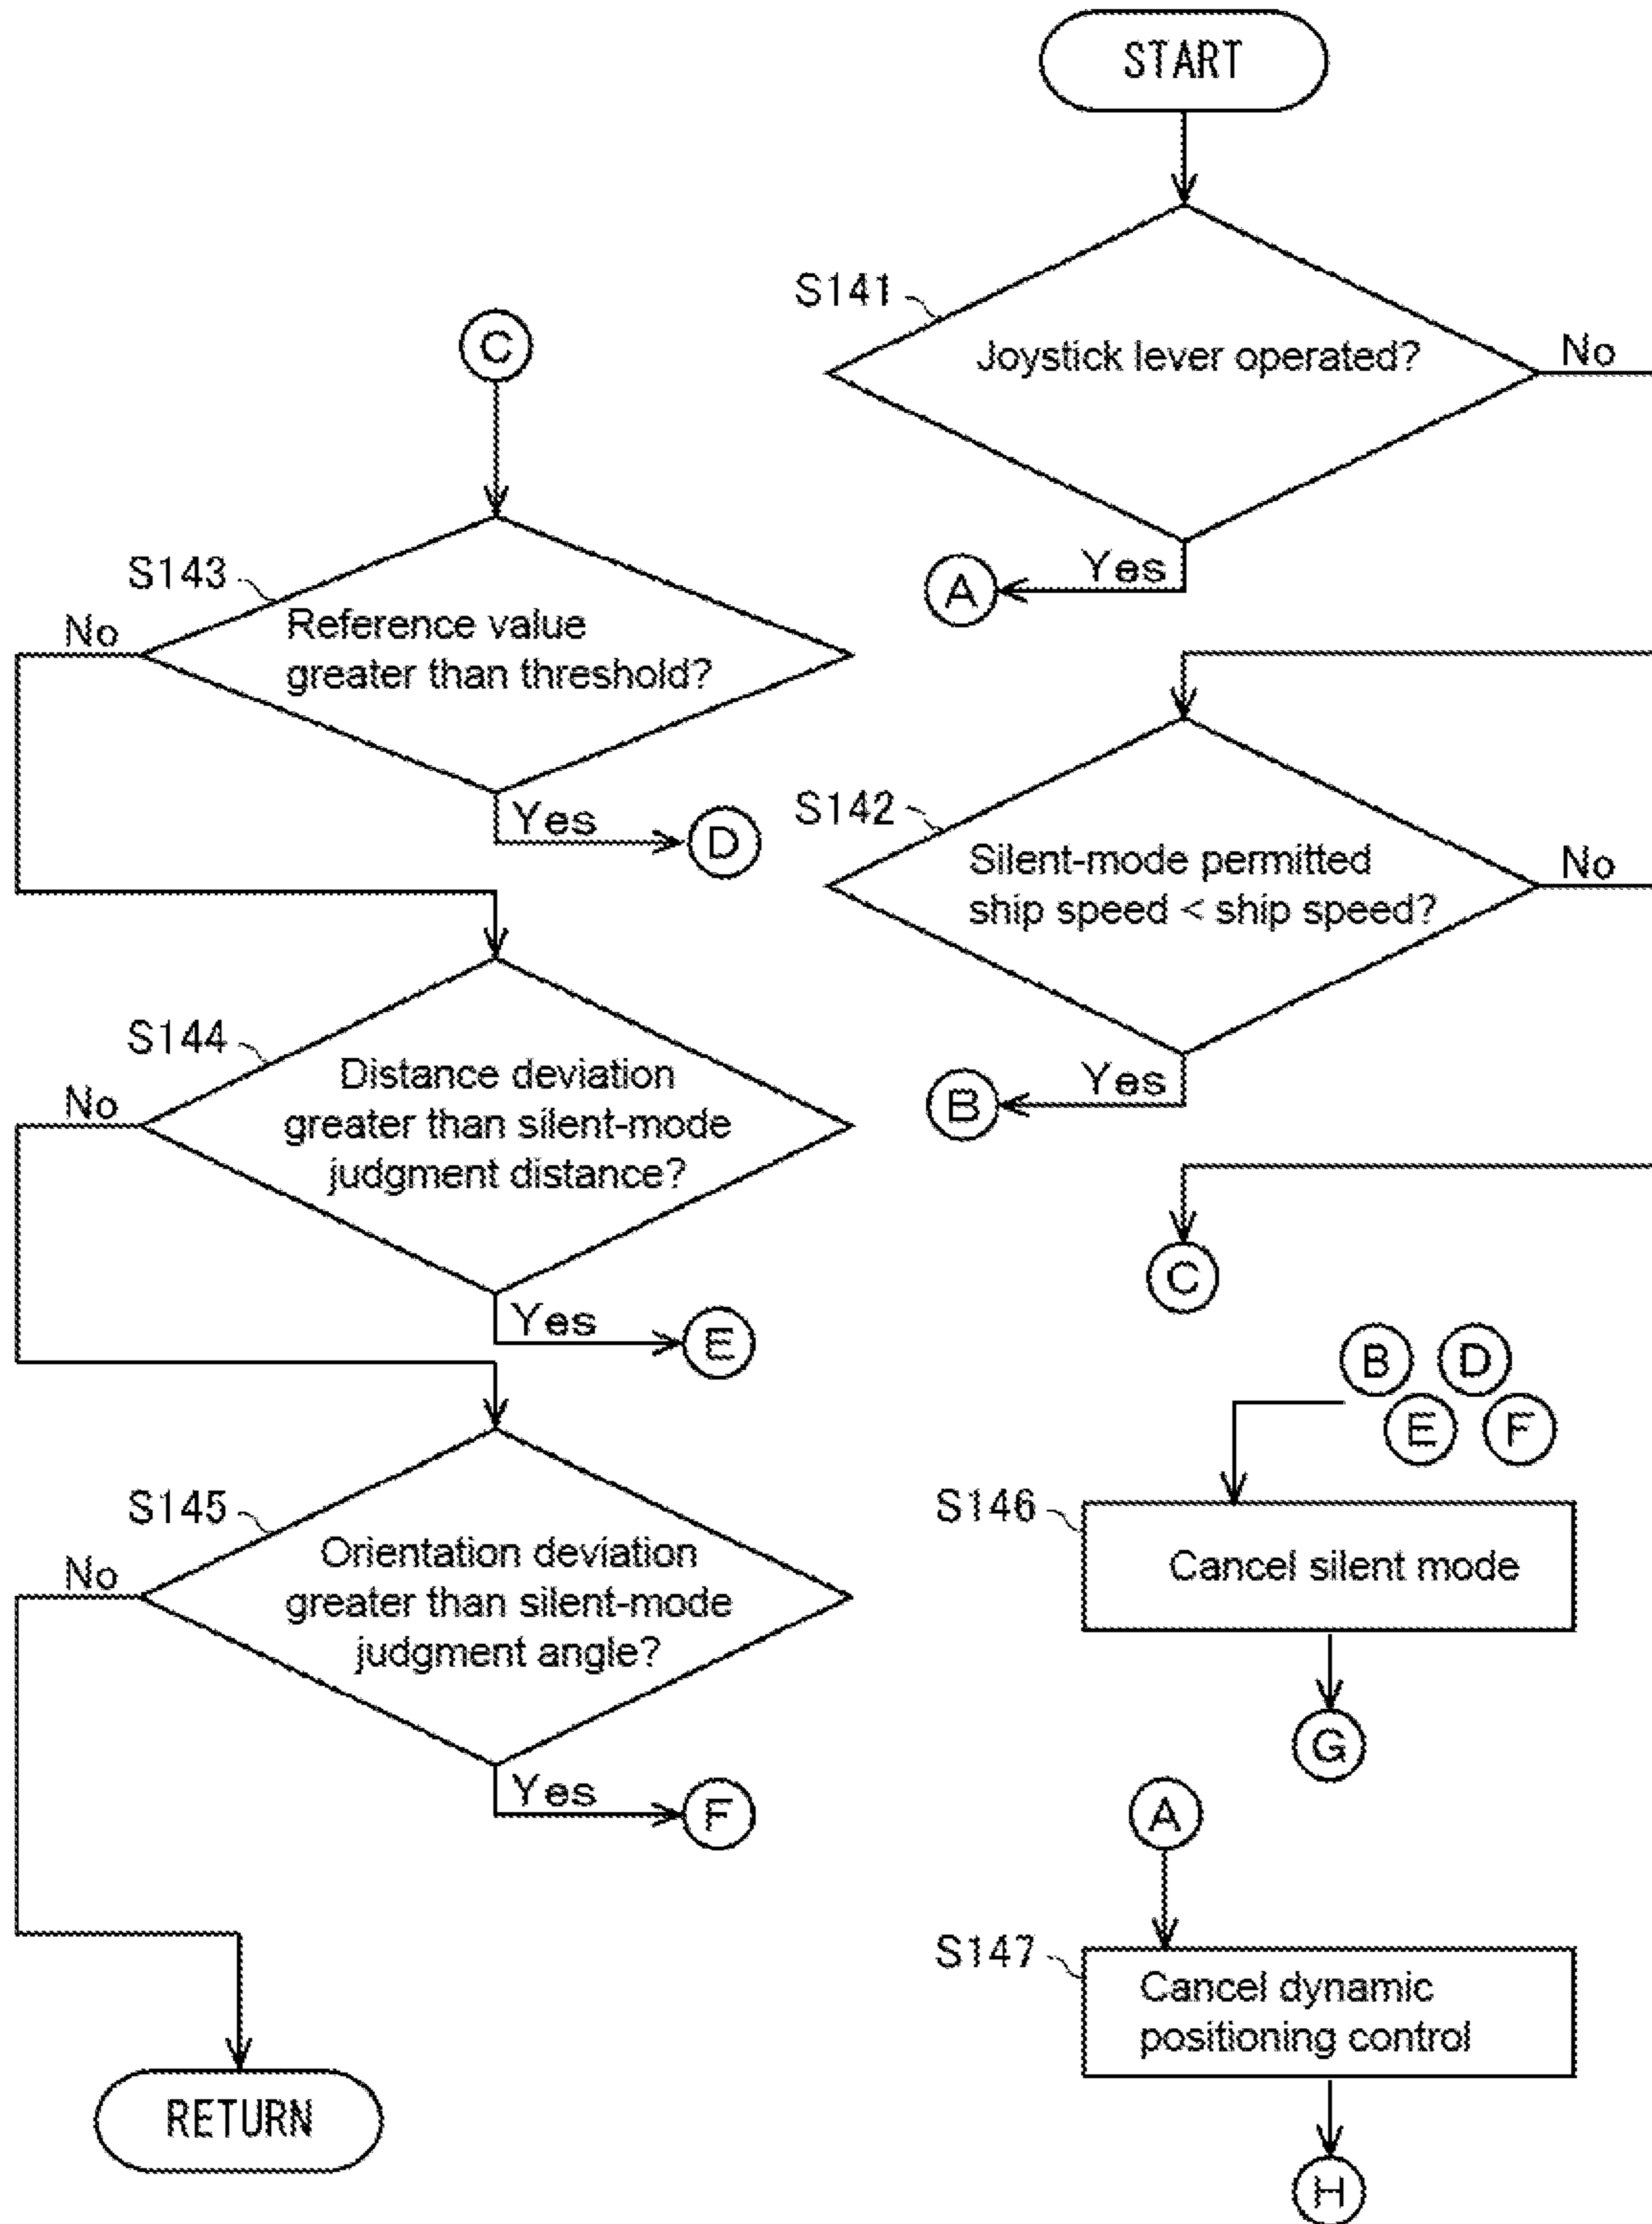 START
S141
Joystick lever operated?
No
Yes
A
S142
Silent-mode permitted
ship speed < ship speed?
No
Yes
B
C
C
S143
Reference value
greater than threshold?
No
Yes
D
S144
Distance deviation
greater than silent-mode
judgment distance?
No
Yes
E
S145
Orientation deviation
greater than silent-mode
judgment angle?
No
Yes
F
RETURN
B D
E F
S146
Cancel silent mode
G
A
S147
Cancel dynamic
positioning control
H